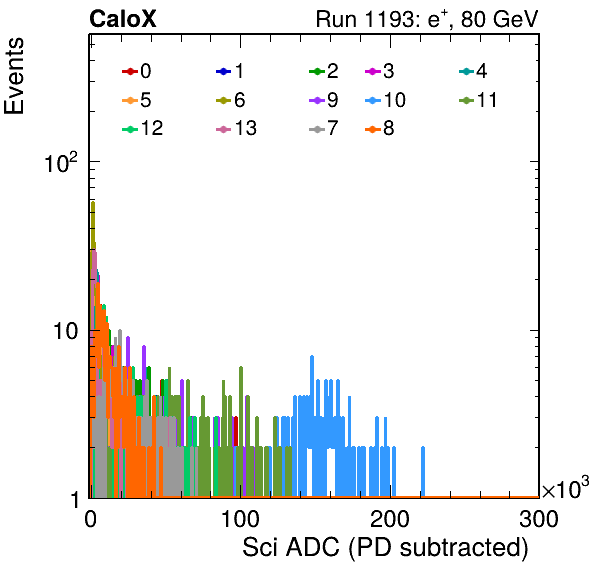 CaloX Run 1193: e⁺, 80 GeV
Events
0 1 2 3 4
5 6 9 10 11
12 13 7 8
10²
10
1
0 100 200 300
×10³
Sci ADC (PD subtracted)